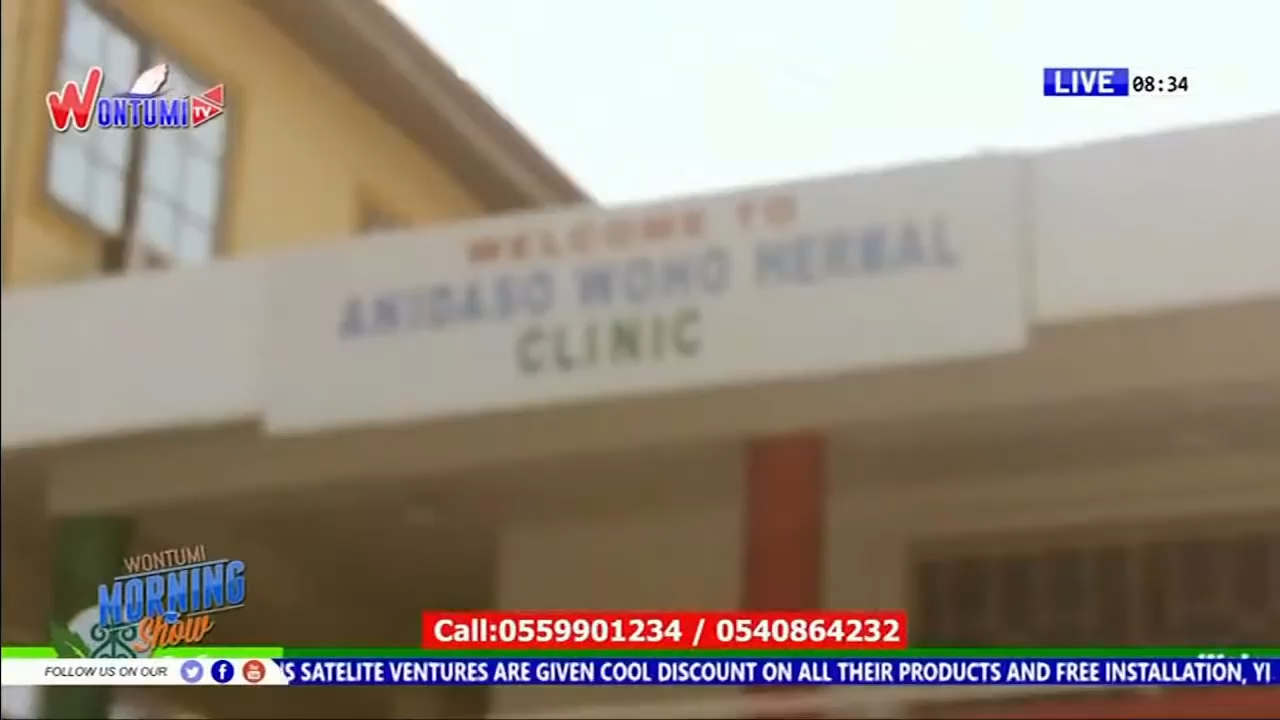 WONTUMI TV
LIVE 08:34
WELCOME TO
ANIDASO WOHO HERBAL
CLINIC
WONTUMI
MORNING
Show
Call:0559901234 / 0540864232
FOLLOW US ON OUR
S SATELITE VENTURES ARE GIVEN COOL DISCOUNT ON ALL THEIR PRODUCTS AND FREE INSTALLATION, YI